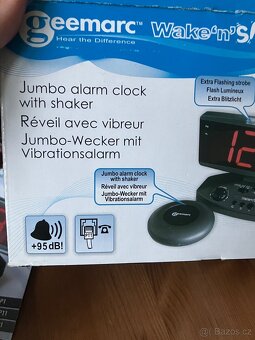 geemarc™
Hear the Difference
Wake'n'S
Jumbo alarm clock
with shaker
Réveil avec vibreur
Jumbo-Wecker mit
Vibrationsalarm
Extra Flashing strobe
Flash Lumineux
Extra Blitzlicht
12
Jumbo alarm clock
with shaker
Réveil avec vibreur
Jumbo-Wecker mit
Vibrationsalarm
geemarc
+95dB!
© Bazos.cz